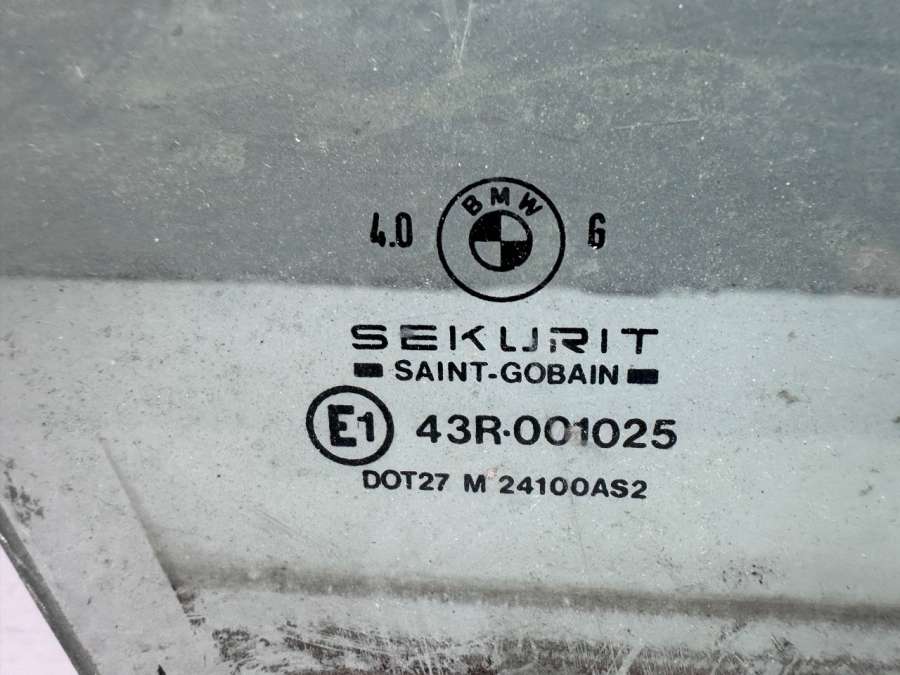 BMW
4.0 6
SEKURIT
SAINT-GOBAIN
E1 43R-001025
DOT27 M 24100AS2